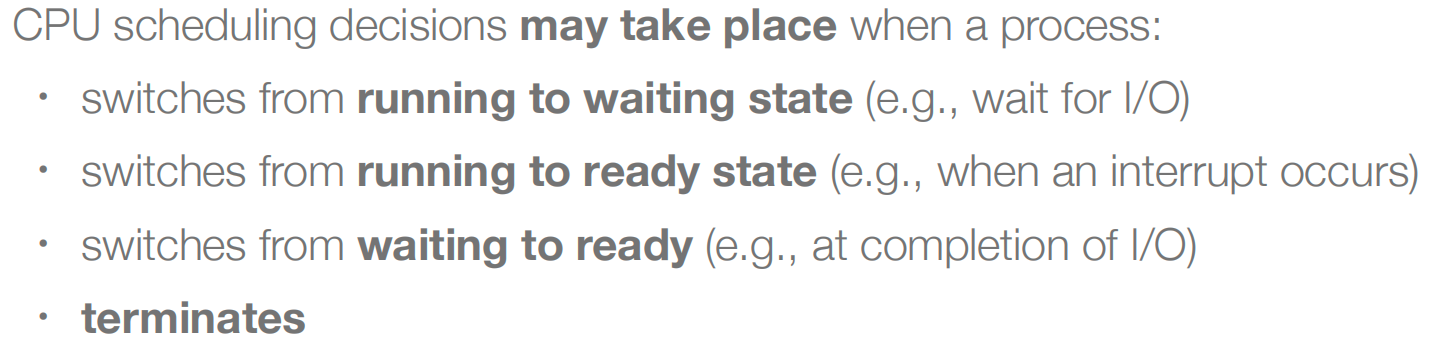 CPU scheduling decisions may take place when a process:
• switches from running to waiting state (e.g., wait for I/O)
• switches from running to ready state (e.g., when an interrupt occurs)
• switches from waiting to ready (e.g., at completion of I/O)
• terminates